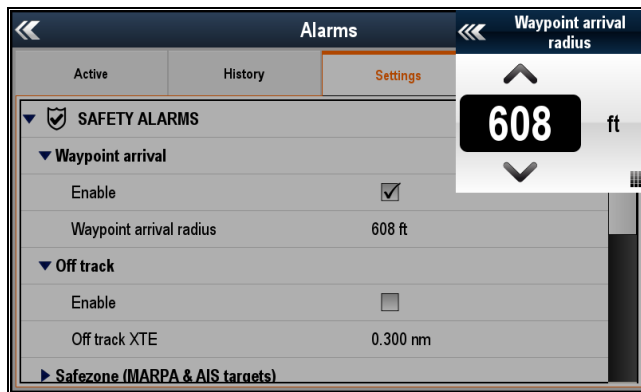 Alarms
Waypoint arrival
radius
Active
History
Settings
608 ft
SAFETY ALARMS
Waypoint arrival
Enable
Waypoint arrival radius 608 ft
Off track
Enable
Off track XTE 0.300 nm
Safezone (MARPA & AIS targets)